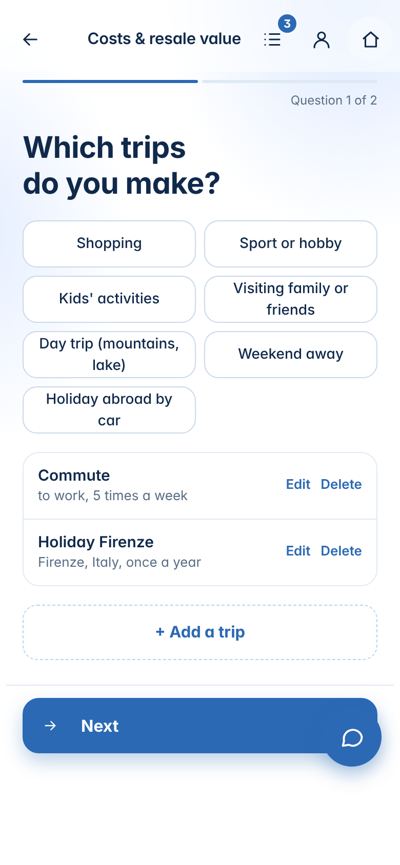 Costs & resale value
3
Question 1 of 2
Which trips
do you make?
Shopping
Sport or hobby
Kids' activities
Visiting family or
friends
Day trip (mountains,
lake)
Weekend away
Holiday abroad by
car
Commute
to work, 5 times a week
Edit Delete
Holiday Firenze
Firenze, Italy, once a year
Edit Delete
+ Add a trip
Next